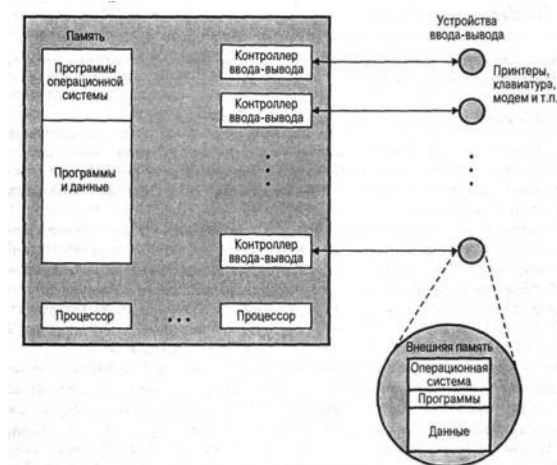 Память
Программы
операционной
системы
Программы
и данные
Контроллер
ввода-вывода
Контроллер
ввода-вывода
Контроллер
ввода-вывода
Процессор
...
Процессор
Устройства
ввода-вывода
Принтеры,
клавиатура,
модем и т.п.
Внешняя память
Операционная
система
Программы
Данные